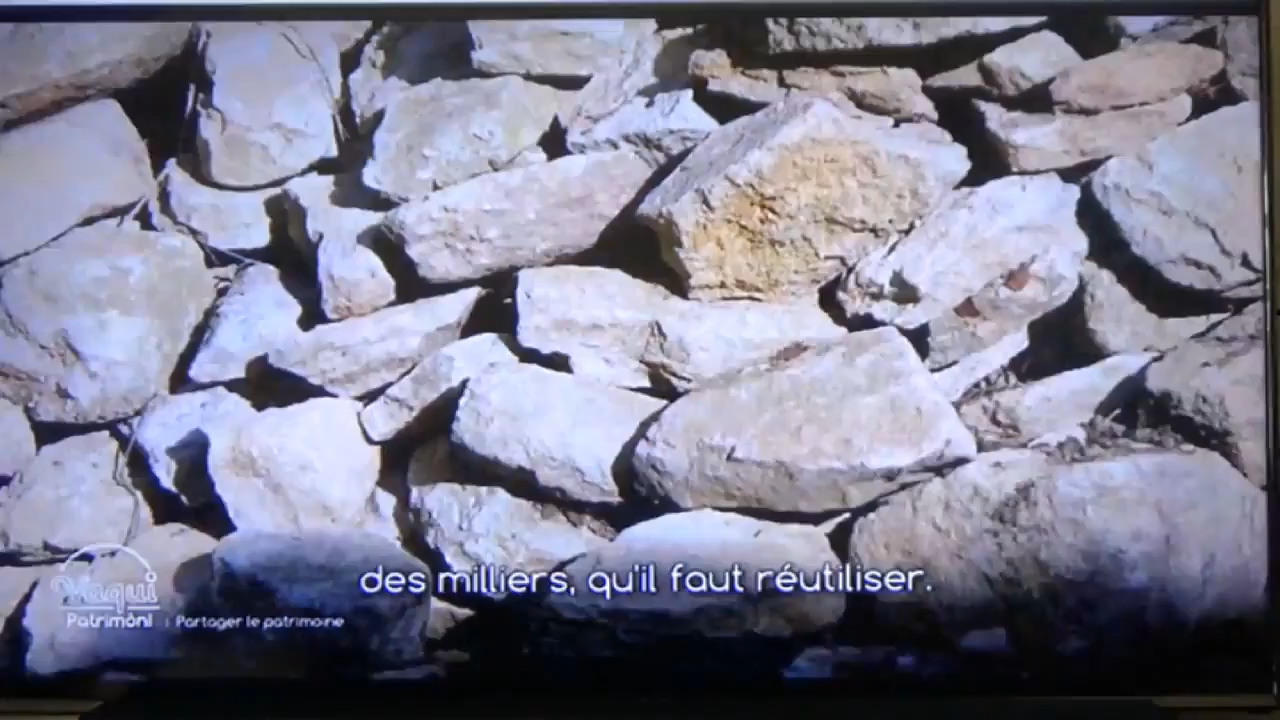 des milliers, qu'il faut réutiliser.
Vaqui
Patrimòni | Partager le patrimoine